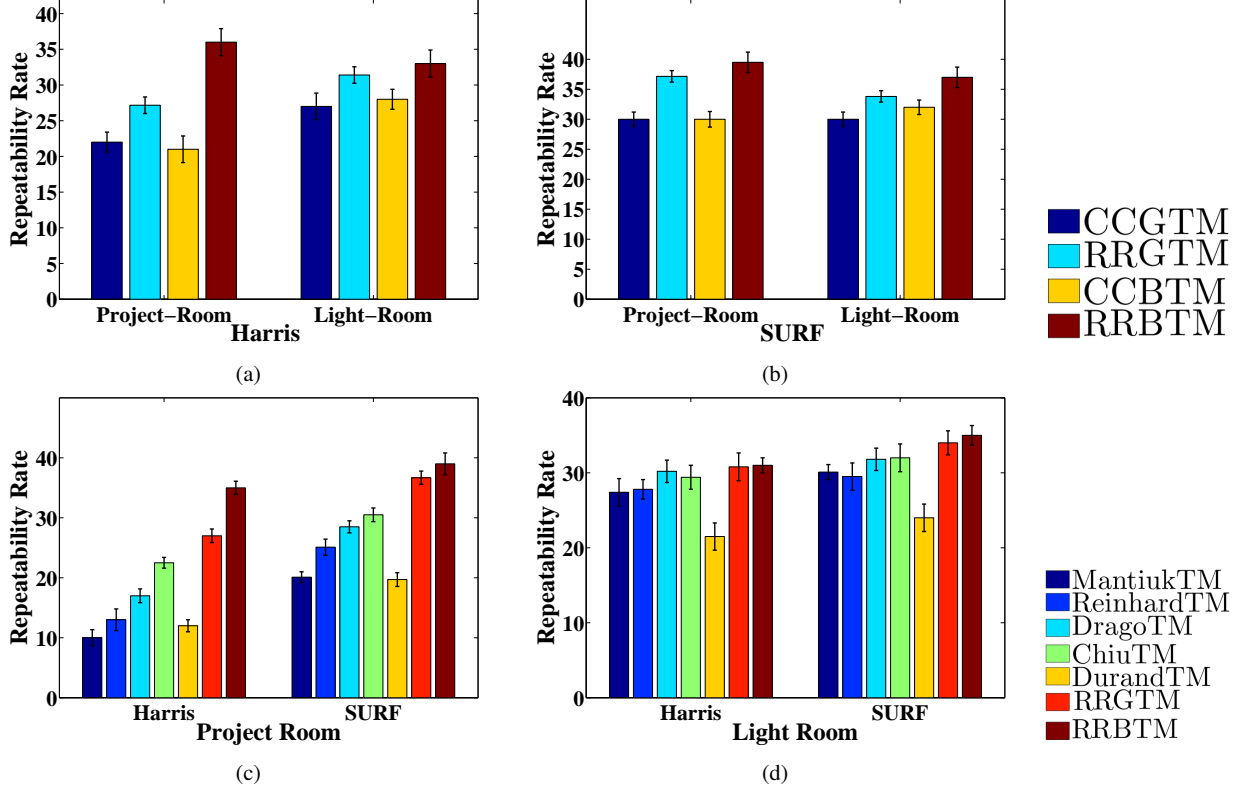 40
35
30
25
20
15
10
5
0
Repeatability Rate
Project−Room Light−Room
Harris
(a)
40
35
30
25
20
15
10
5
0
Repeatability Rate
Project−Room Light−Room
SURF
(b)
CCGTM
RRGTM
CCBTM
RRBTM
40
30
20
10
0
Repeatability Rate
Harris SURF
Project Room
(c)
40
30
20
10
0
Repeatability Rate
Harris SURF
Light Room
(d)
MantiukTM
ReinhardTM
DragoTM
ChiuTM
DurandTM
RRGTM
RRBTM